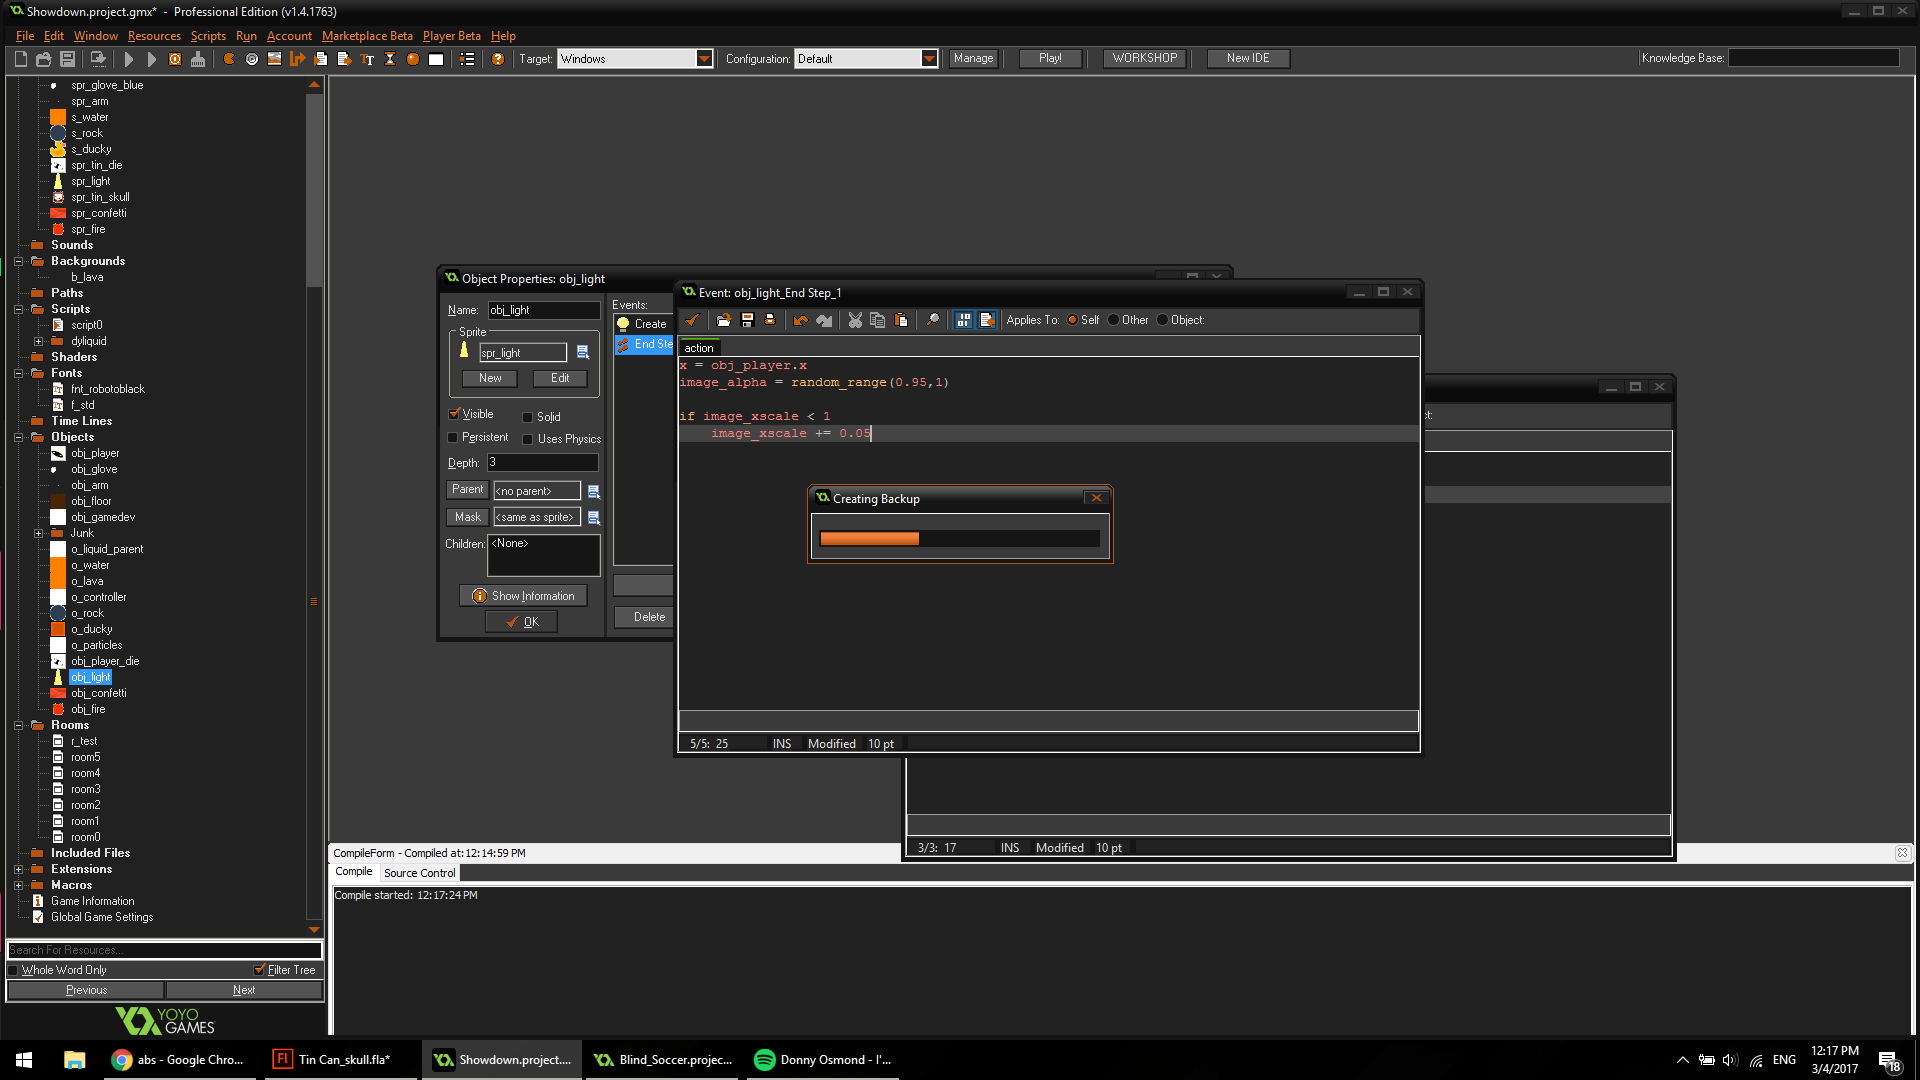 Showdown.project.gmx* - Professional Edition (v1.4.1763)
File Edit Window Resources Scripts Run Account Marketplace Beta Player Beta Help
Target: Windows Configuration: Default Manage Play! WORKSHOP New IDE Knowledge Base:
spr_glove_blue
spr_arm
s_water
s_rock
s_ducky
spr_tin_die
spr_light
spr_tin_skull
spr_confetti
spr_fire
Sounds
Backgrounds
b_lava
Paths
Scripts
script0
dyliquid
Shaders
Fonts
fnt_robotoblack
f_std
Time Lines
Objects
obj_player
obj_glove
obj_arm
obj_floor
obj_gamedev
Junk
o_liquid_parent
o_water
o_lava
o_controller
o_rock
o_ducky
o_particles
obj_player_die
obj_light
obj_confetti
obj_fire
Rooms
r_test
room5
room4
room3
room2
room1
room0
Included Files
Extensions
Macros
Game Information
Global Game Settings
Search For Resources...
Whole Word Only Filter Tree
Previous Next
YOYO
GAMES
Object Properties: obj_light
Name: obj_light
Sprite
spr_light
New Edit
Visible Solid
Persistent Uses Physics
Depth: 3
Parent <no parent>
Mask <same as sprite>
Children: <None>
Show Information
OK
Events:
Create
End Ste
Delete
Event: obj_light_End Step_1
Applies To: Self Other Object:
action
x = obj_player.x
image_alpha = random_range(0.95,1)
if image_xscale < 1
image_xscale += 0.05
5/5: 25 INS Modified 10 pt
Creating Backup
3/3: 17 INS Modified 10 pt
CompileForm - Compiled at:12:14:59 PM
Compile Source Control
Compile started: 12:17:24 PM
abs - Google Chro...
Tin Can_skull.fla*
Showdown.project....
Blind_Soccer.projec...
Donny Osmond - I'...
ENG
12:17 PM
3/4/2017
18